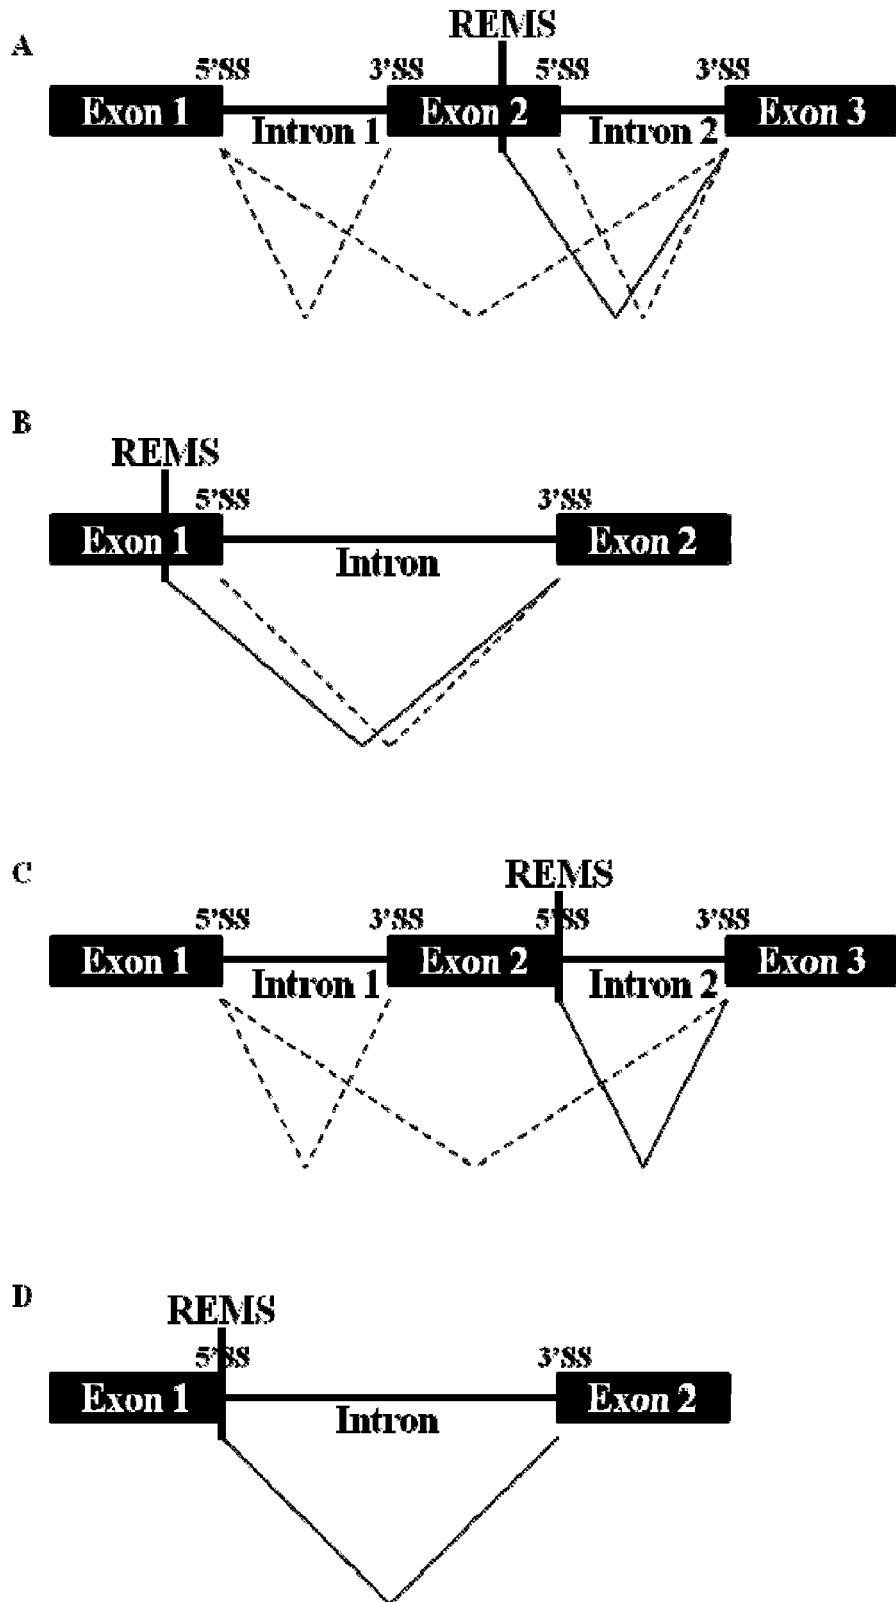 A
REMS
5'SS 3'SS 5'SS 3'SS
Exon 1 Exon 2 Exon 3
Intron 1 Intron 2
B
REMS
5'SS 3'SS
Exon 1 Exon 2
Intron
C
REMS
5'SS 3'SS 5'SS 3'SS
Exon 1 Exon 2 Exon 3
Intron 1 Intron 2
D
REMS
5'SS 3'SS
Exon 1 Exon 2
Intron